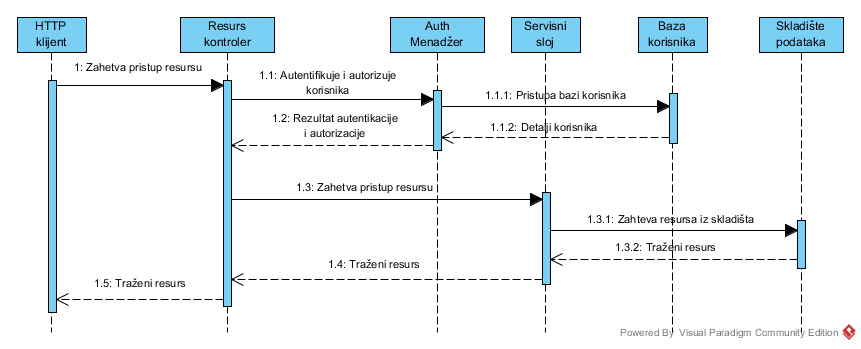 HTTP
klijent
Resurs
kontroler
Auth
Menadžer
Servisni
sloj
Baza
korisnika
Skladište
podataka
1: Zahetva pristup resursu
1.1: Autentifikuje i autorizuje
korisnika
1.1.1: Pristupa bazi korisnika
1.2: Rezultat autentikacije
i autorizacije
1.1.2: Detalji korisnika
1.3: Zahetva pristup resursu
1.3.1: Zahteva resursa iz skladišta
1.3.2: Traženi resurs
1.4: Traženi resurs
1.5: Traženi resurs
Powered By Visual Paradigm Community Edition